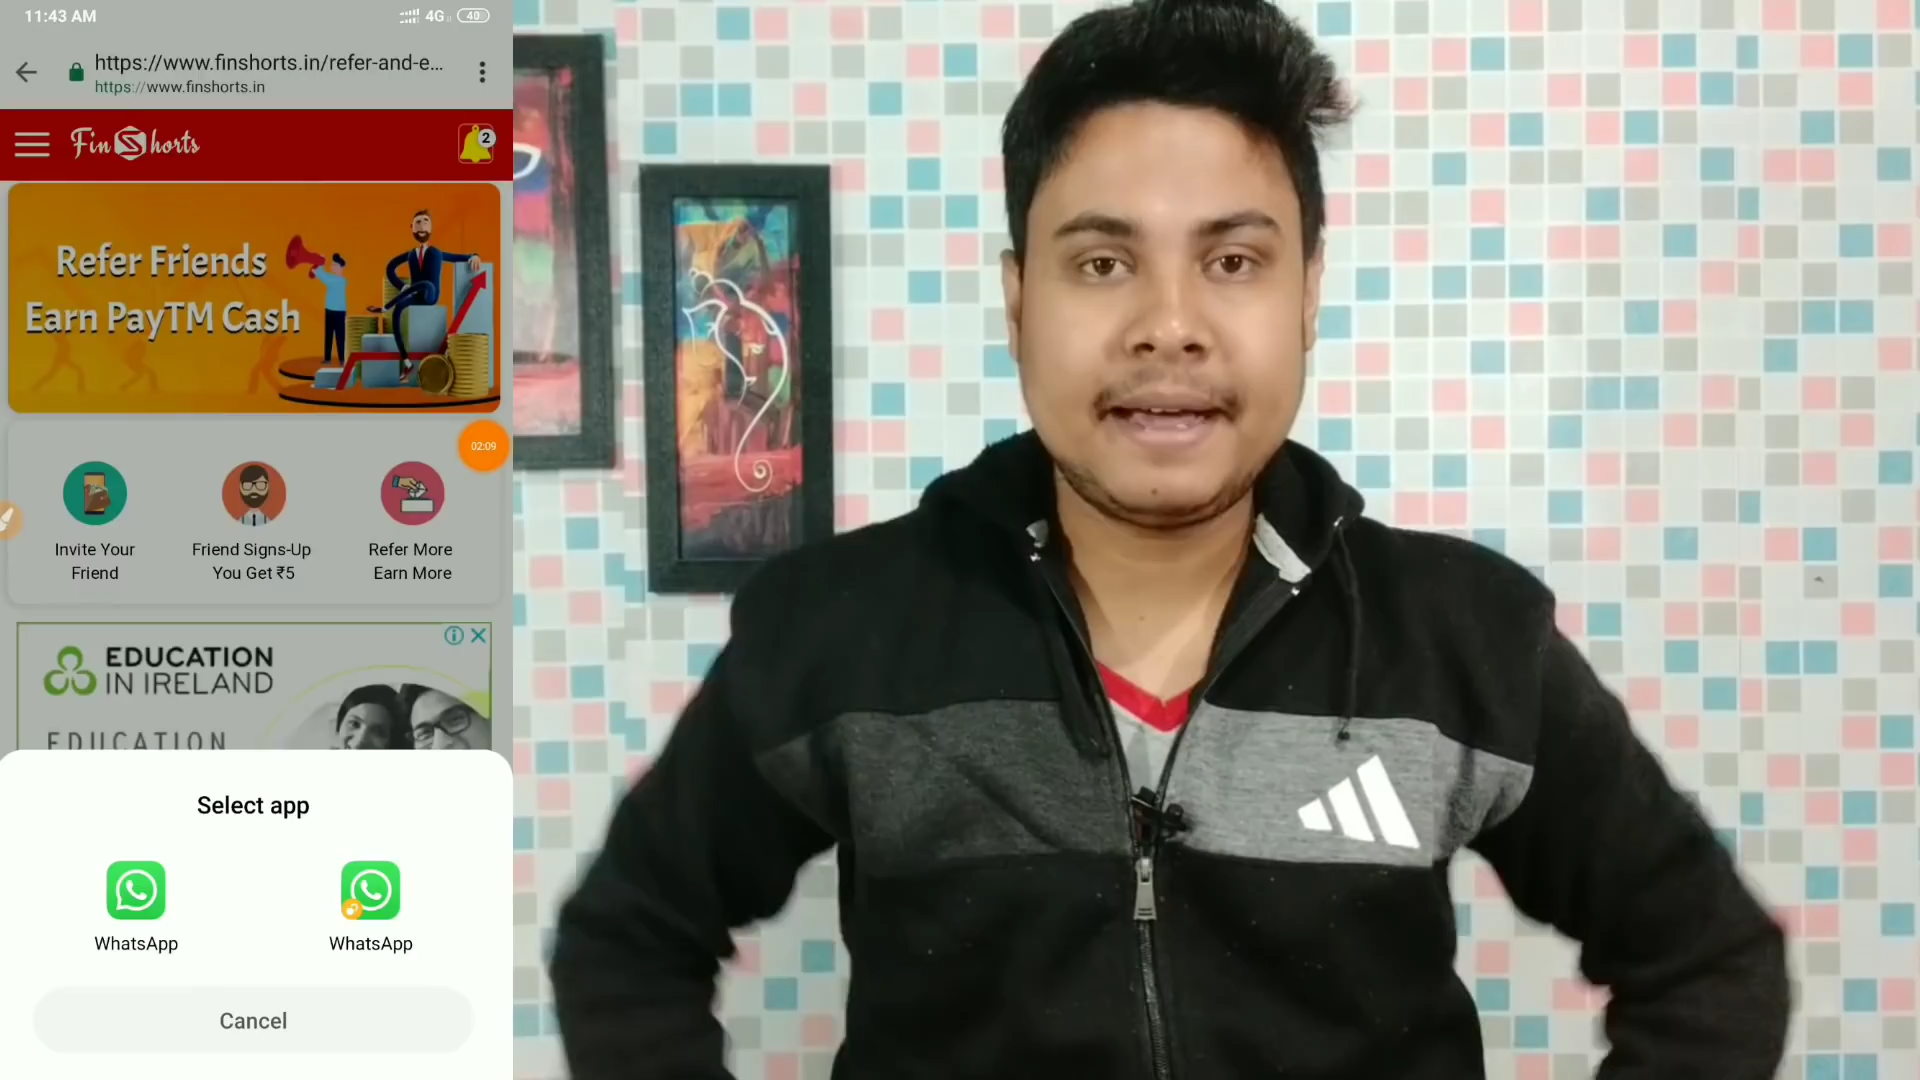 11:43 AM
4G
40
https://www.finshorts.in/refer-and-e...
https://www.finshorts.in
FinShorts
2
Refer Friends
Earn PayTM Cash
02:09
Invite Your
Friend
Friend Signs-Up
You Get ₹5
Refer More
Earn More
EDUCATION
IN IRELAND
EDUCATION
Select app
WhatsApp
WhatsApp
Cancel